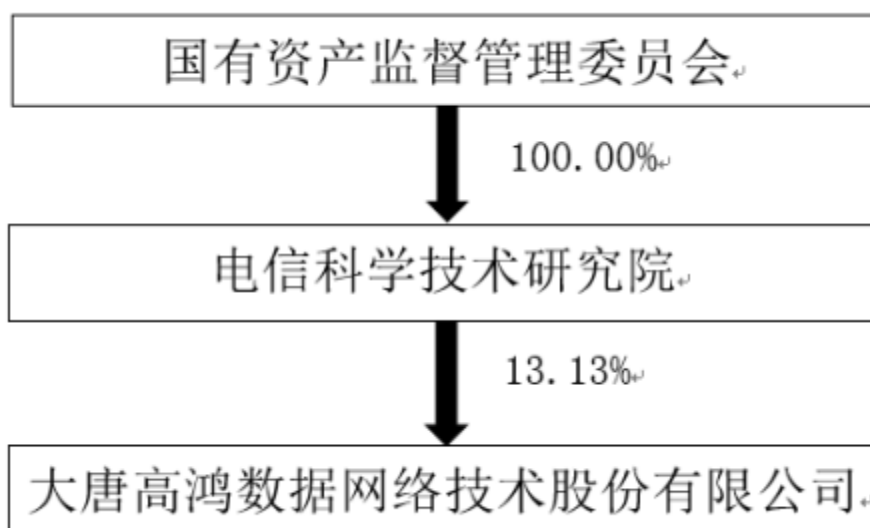 国有资产监督管理委员会
100.00%
电信科学技术研究院
13.13%
大唐高鸿数据网络技术股份有限公司